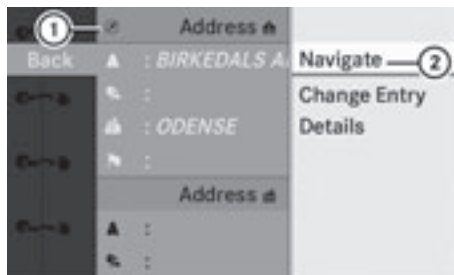 1
Address
Back
: BIRKEDALS A
Navigate
2
:
Change Entry
: ODENSE
Details
:
Address
:
: